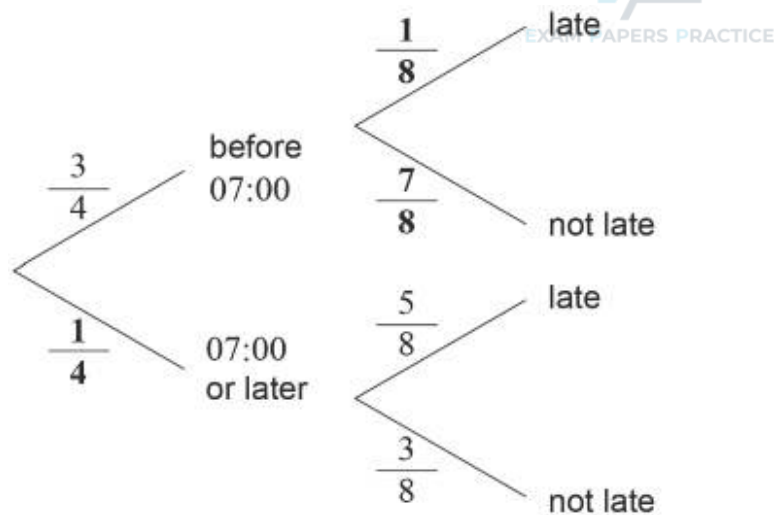 EXAM PAPERS PRACTICE
1
8
late
before
07:00
3
4
7
8
not late
1
4
07:00
or later
5
8
late
3
8
not late